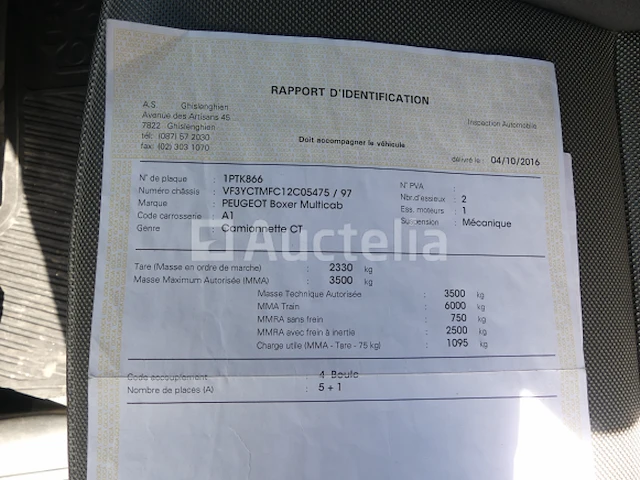 RAPPORT D'IDENTIFICATION
A.S. Ghislenghien
Avenue des Artisans 45
7822 Ghislenghien
tel: (087) 57 2030
fax: (02) 303 1070
Inspection Automobile
Doit accompagner le véhicule
délivré le : 04/10/2016
N° de plaque : 1PTK866
Numéro châssis : VF3YCTMFC12C05475 / 97
Marque : PEUGEOT Boxer Multicab
Code carrosserie : A1
Genre : Camionnette CT
N° PVA :
Nbr.d'essieux : 2
Ess. moteurs : 1
Suspension : Mécanique
Auctelia
Tare (Masse en ordre de marche) : 2330 kg
Masse Maximum Autorisée (MMA) : 3500 kg
Masse Technique Autorisée : 3500 kg
MMA Train : 6000 kg
MMRA sans frein : 750 kg
MMRA avec frein à inertie : 2500 kg
Charge utile (MMA - Tare - 75 kg) : 1095 kg
Code accouplement : 4 Boule
Nombre de places (A) : 5 + 1